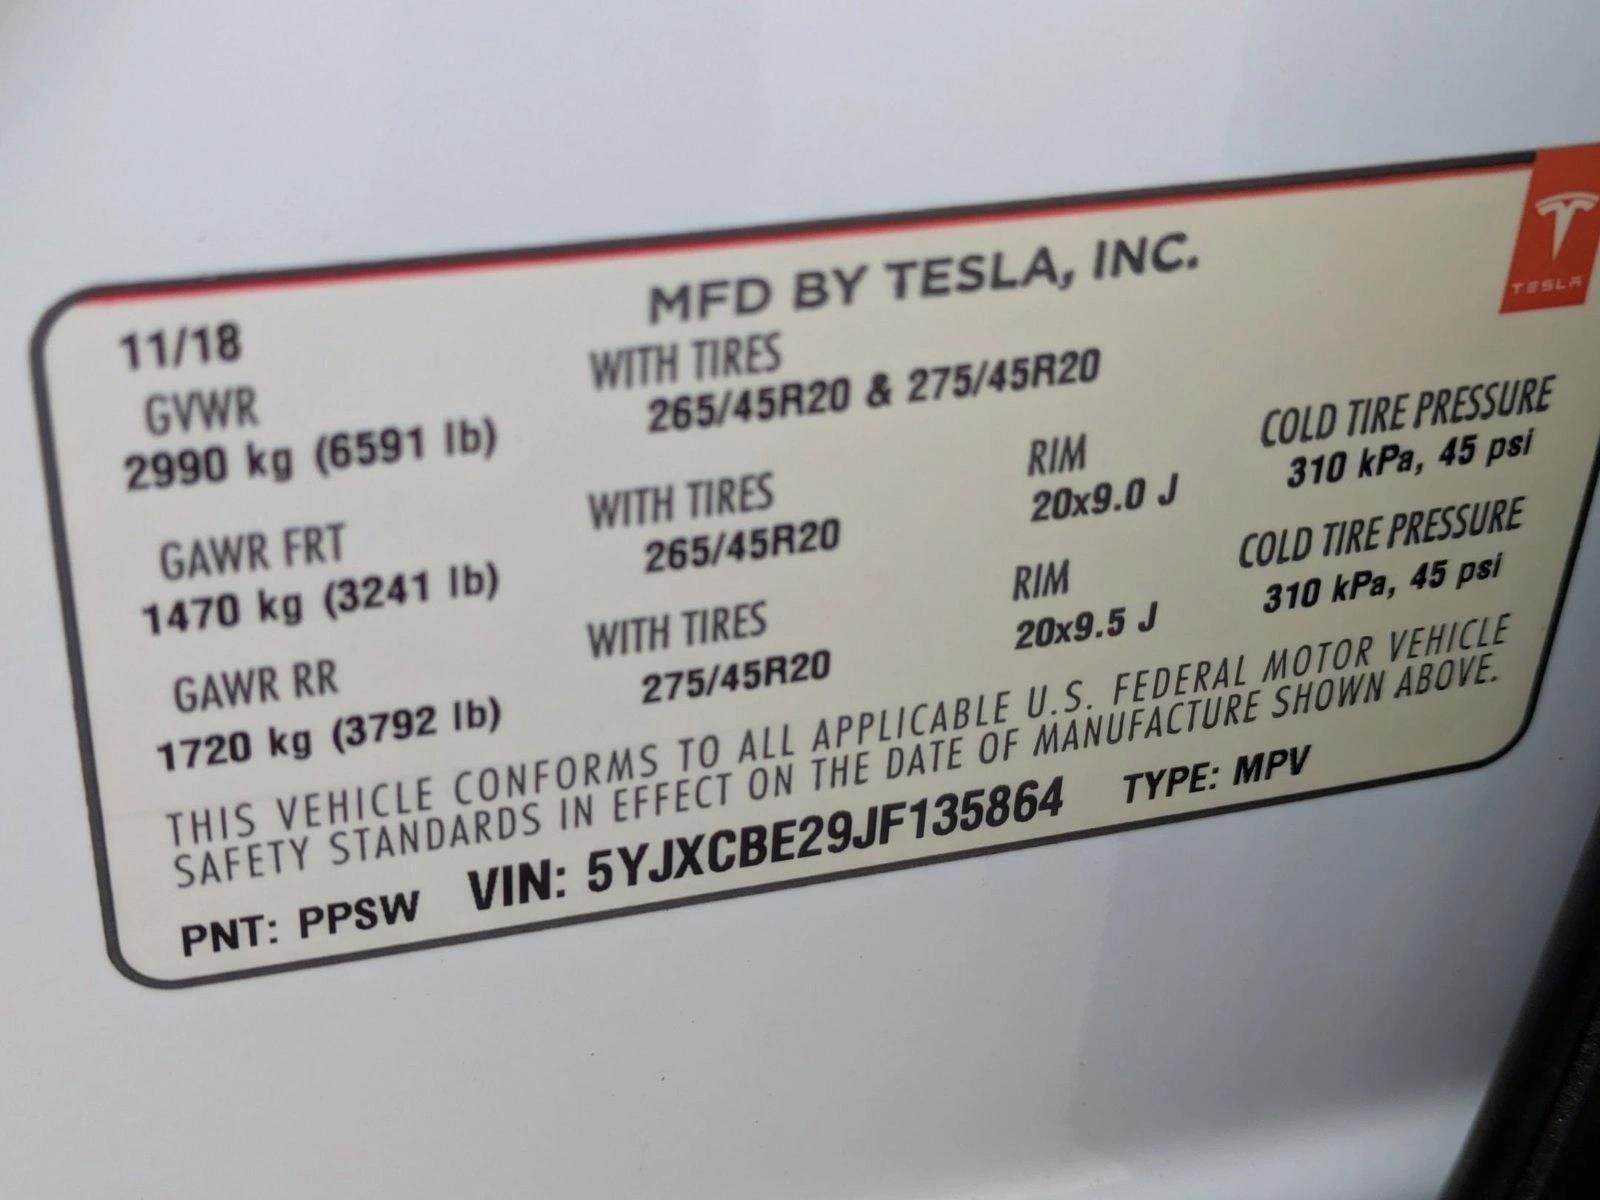 MFD BY TESLA, INC.
TESLA
11/18
GVWR
2990 kg (6591 lb)
WITH TIRES
265/45R20 & 275/45R20
GAWR FRT
1470 kg (3241 lb)
WITH TIRES
265/45R20
RIM
20x9.0 J
COLD TIRE PRESSURE
310 kPa, 45 psi
GAWR RR
1720 kg (3792 lb)
WITH TIRES
275/45R20
RIM
20x9.5 J
COLD TIRE PRESSURE
310 kPa, 45 psi
THIS VEHICLE CONFORMS TO ALL APPLICABLE U.S. FEDERAL MOTOR VEHICLE
SAFETY STANDARDS IN EFFECT ON THE DATE OF MANUFACTURE SHOWN ABOVE.
PNT: PPSW VIN: 5YJXCBE29JF135864 TYPE: MPV